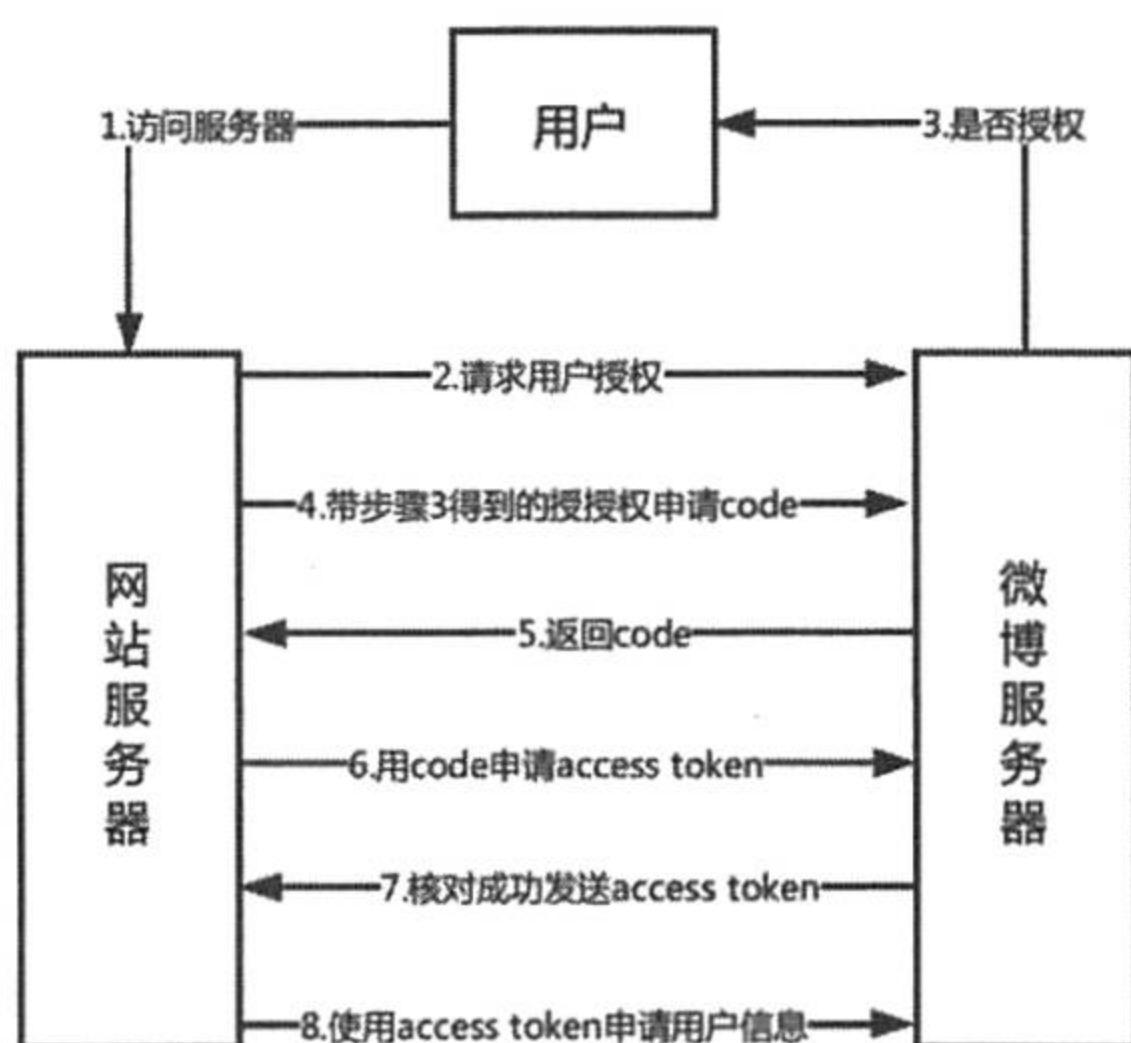 用户
1.访问服务器
3.是否授权
2.请求用户授权
4.带步骤3得到的授授权申请code
5.返回code
6.用code申请access token
7.核对成功发送access token
8.使用access token申请用户信息
网站服务器
微博服务器